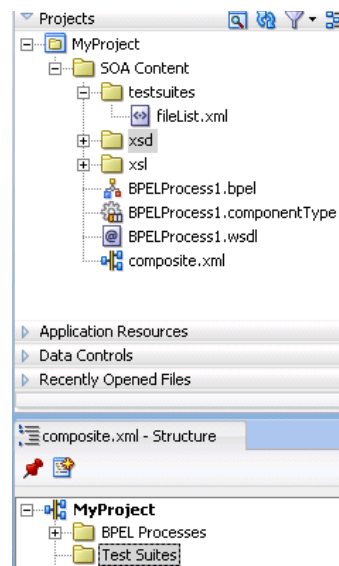 Projects
MyProject
SOA Content
testsuites
fileList.xml
xsd
xsl
BPELProcess1.bpel
BPELProcess1.componentType
BPELProcess1.wsdl
composite.xml
Application Resources
Data Controls
Recently Opened Files
composite.xml - Structure
MyProject
BPEL Processes
Test Suites